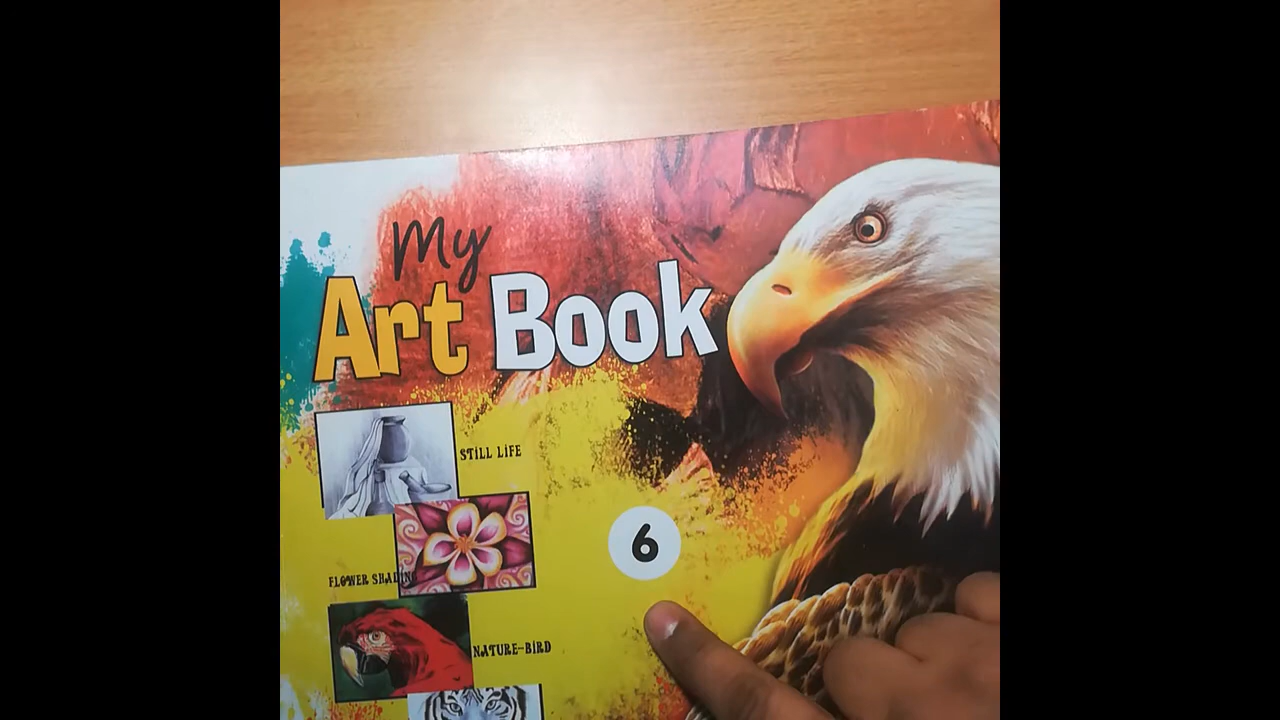 My
Art Book
STILL LIFE
6
FLOWER SHADING
NATURE-BIRD